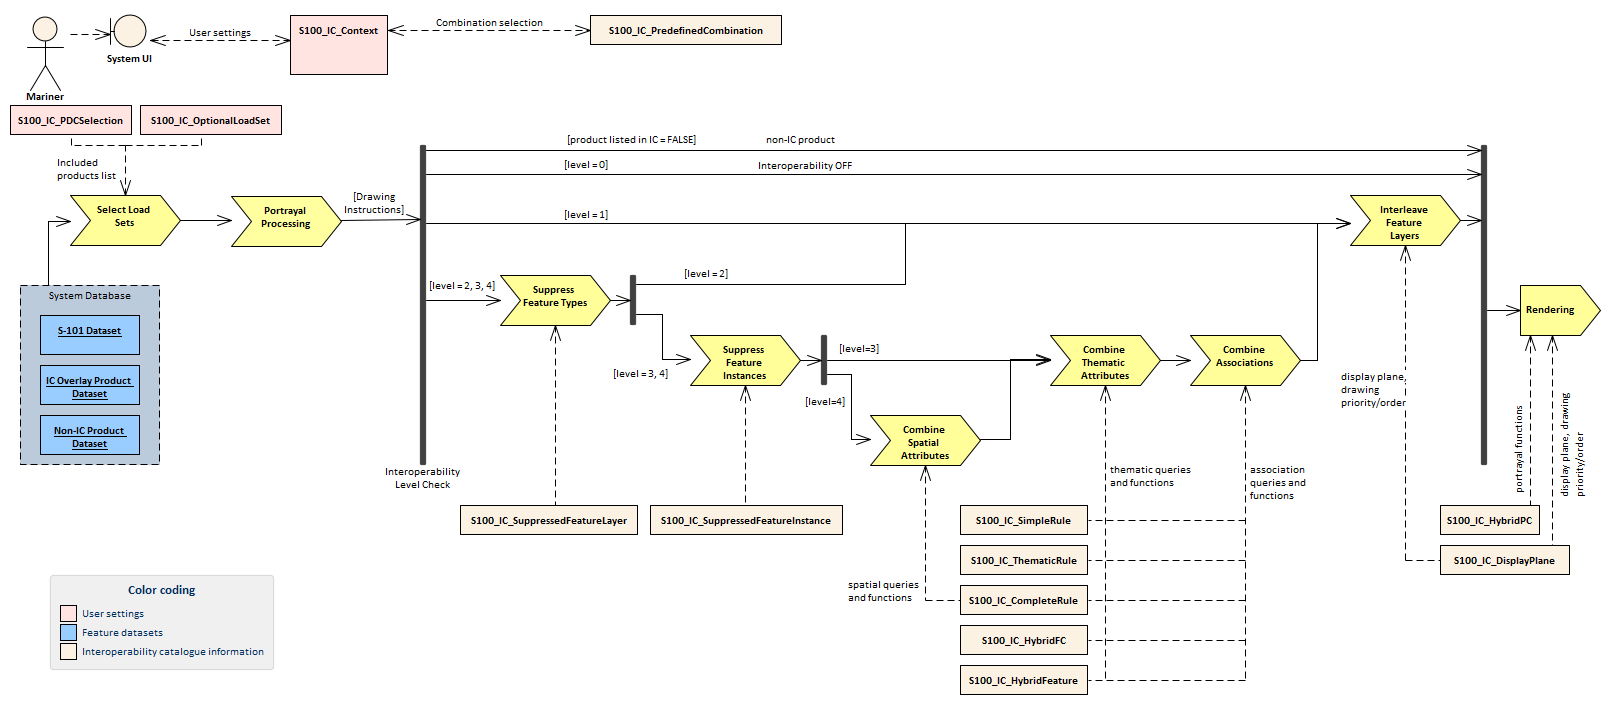 Mariner
System UI
User settings
S100_IC_Context
Combination selection
S100_IC_PredefinedCombination
S100_IC_PDCSelection
S100_IC_OptionalLoadSet
Included
products list
Select Load
Sets
Portrayal
Processing
[Drawing
Instructions]
[product listed in IC = FALSE]
non-IC product
[level = 0]
Interoperability OFF
[level = 1]
Interleave
Feature
Layers
[level = 2, 3, 4]
Suppress
Feature Types
[level = 2]
[level = 3, 4]
Suppress
Feature
Instances
[level=3]
[level=4]
Combine
Spatial
Attributes
Combine
Thematic
Attributes
Combine
Associations
Rendering
System Database
S-101 Dataset
IC Overlay Product
Dataset
Non-IC Product
Dataset
Interoperability
Level Check
display plane,
drawing
priority/order
portrayal functions
display plane, drawing
priority/order
thematic queries
and functions
association
queries and
functions
S100_IC_SuppressedFeatureLayer
S100_IC_SuppressedFeatureInstance
S100_IC_SimpleRule
S100_IC_ThematicRule
S100_IC_CompleteRule
S100_IC_HybridFC
S100_IC_HybridFeature
spatial queries
and functions
S100_IC_HybridPC
S100_IC_DisplayPlane
Color coding
User settings
Feature datasets
Interoperability catalogue information